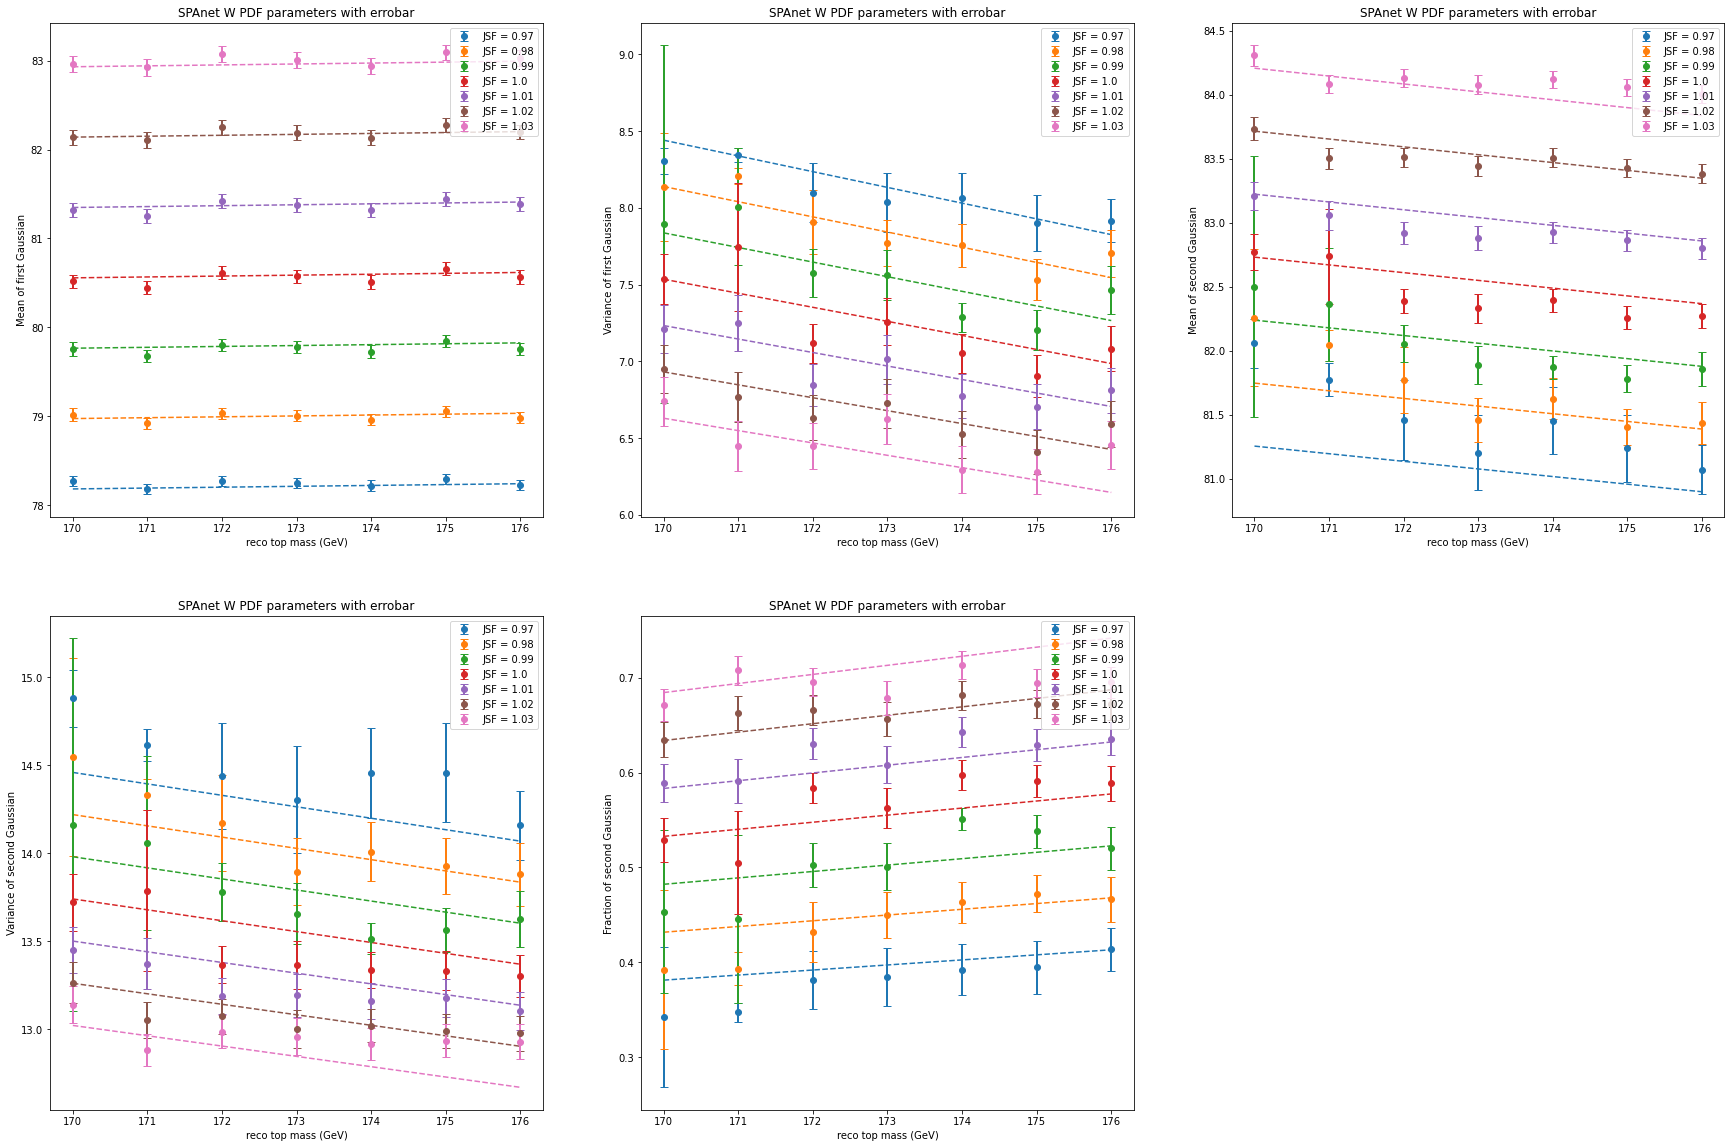 SPAnet W PDF parameters with errobar
Mean of first Gaussian
83
82
81
80
79
78
170 171 172 173 174 175 176
reco top mass (GeV)
JSF = 0.97
JSF = 0.98
JSF = 0.99
JSF = 1.0
JSF = 1.01
JSF = 1.02
JSF = 1.03
SPAnet W PDF parameters with errobar
Variance of first Gaussian
9.0
8.5
8.0
7.5
7.0
6.5
6.0
170 171 172 173 174 175 176
reco top mass (GeV)
JSF = 0.97
JSF = 0.98
JSF = 0.99
JSF = 1.0
JSF = 1.01
JSF = 1.02
JSF = 1.03
SPAnet W PDF parameters with errobar
Mean of second Gaussian
84.5
84.0
83.5
83.0
82.5
82.0
81.5
81.0
170 171 172 173 174 175 176
reco top mass (GeV)
JSF = 0.97
JSF = 0.98
JSF = 0.99
JSF = 1.0
JSF = 1.01
JSF = 1.02
JSF = 1.03
SPAnet W PDF parameters with errobar
Variance of second Gaussian
15.0
14.5
14.0
13.5
13.0
170 171 172 173 174 175 176
reco top mass (GeV)
JSF = 0.97
JSF = 0.98
JSF = 0.99
JSF = 1.0
JSF = 1.01
JSF = 1.02
JSF = 1.03
SPAnet W PDF parameters with errobar
Fraction of second Gaussian
0.7
0.6
0.5
0.4
0.3
170 171 172 173 174 175 176
reco top mass (GeV)
JSF = 0.97
JSF = 0.98
JSF = 0.99
JSF = 1.0
JSF = 1.01
JSF = 1.02
JSF = 1.03